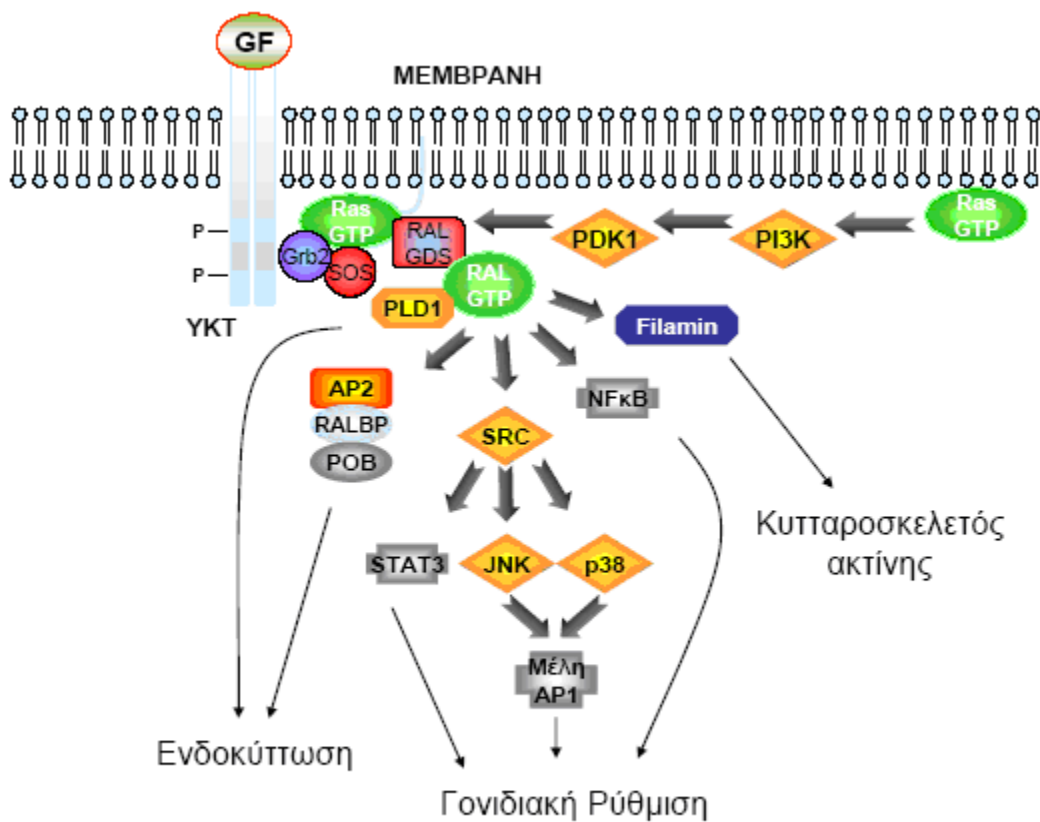 GF
ΜΕΜΒΡΑΝΗ
P
P
ΥΚΤ
Ras
GTP
Grb2
SOS
RAL
GDS
PDK1
PI3K
Ras
GTP
RAL
GTP
PLD1
Filamin
AP2
RALBP
POB
NFκB
SRC
STAT3
JNK
p38
Μέλη
AP1
Κυτταροσκελετός
ακτίνης
Ενδοκύττωση
Γονιδιακή Ρύθμιση